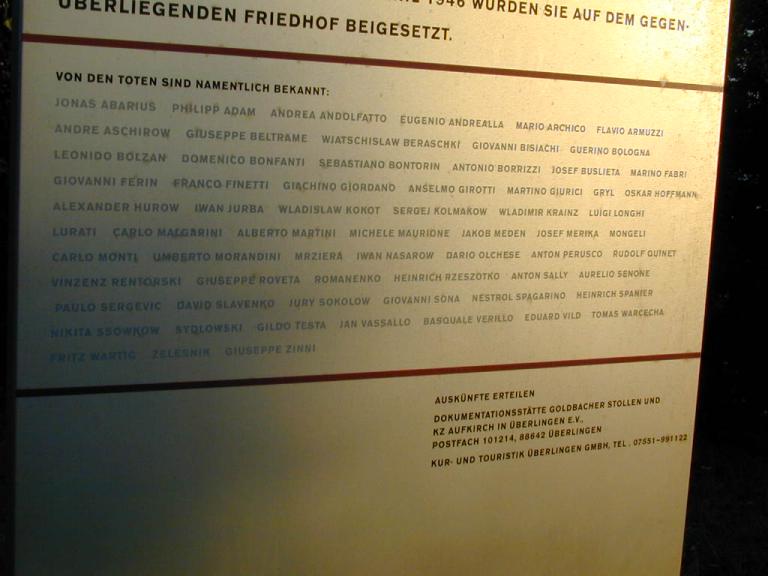 1946 WURDEN SIE AUF DEM GEGEN-
ÜBERLIEGENDEN FRIEDHOF BEIGESETZT.
VON DEN TOTEN SIND NAMENTLICH BEKANNT:
JONAS ABARIUS PHILIPP ADAM ANDREA ANDOLFATTO EUGENIO ANDREALLA MARIO ARCHICO FLAVIO ARMUZZI
ANDRE ASCHIROW GIUSEPPE BELTRAME WJATSCHISLAW BERASCHKI GIOVANNI BISIACHI GUERINO BOLOGNA
LEONIDO BOLZAN DOMENICO BONFANTI SEBASTIANO BONTORIN ANTONIO BORRIZZI JOSEF BUSLIETA MARINO FABRI
GIOVANNI FERIN FRANCO FINETTI GIACHINO GIORDANO ANSELMO GIROTTI MARTINO GIURICI GRYL OSKAR HOFFMANN
ALEXANDER HUROW IWAN JURBA WLADISLAW KOKOT SERGEJ KOLMAKOW WLADIMIR KRAINZ LUIGI LONGHI
LURATI CARLO MALGARINI ALBERTO MARTINI MICHELE MAURIONE JAKOB MEDEN JOSEF MERIKA MONGELI
CARLO MONTI UMBERTO MORANDINI MRZIERA IWAN NASAROW DARIO OLCHESE ANTON PERUSCO RUDOLF QUINET
VINZENZ RENTORSKI GIUSEPPE ROVETA ROMANENKO HEINRICH RZESZOTKO ANTON SALLY AURELIO SENONE
PAULO SERGEVIC DAVID SLAVENKO JURY SOKOLOW GIOVANNI SONA NESTROL SPAGARINO HEINRICH SPANIER
NIKITA SSOWKOW SYDLOWSKI GILDO TESTA JAN VASSALLO BASQUALE VERILLO EDUARD VILD TOMAS WARCECHA
FRITZ WARTIG ZELESNIK GIUSEPPE ZINNI
AUSKÜNFTE ERTEILEN
DOKUMENTATIONSSTÄTTE GOLDBACHER STOLLEN UND
KZ AUFKIRCH IN ÜBERLINGEN E.V.,
POSTFACH 101214, 88642 ÜBERLINGEN
KUR- UND TOURISTIK ÜBERLINGEN GMBH, TEL. 07551-991122